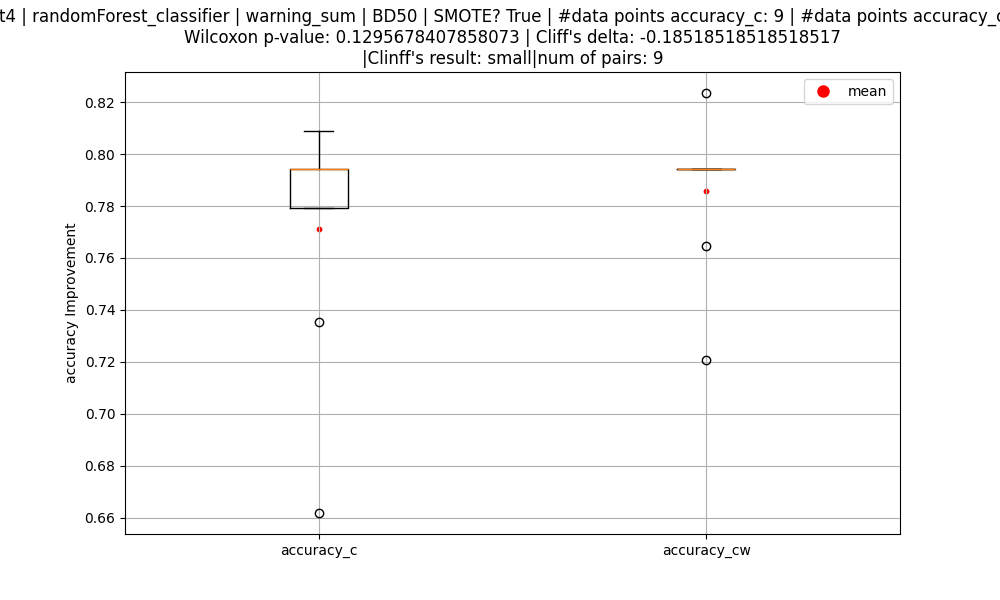 t4 | randomForest_classifier | warning_sum | BD50 | SMOTE? True | #data points accuracy_c: 9 | #data points accuracy_c
Wilcoxon p-value: 0.1295678407858073 | Cliff's delta: -0.18518518518518517
|Clinff's result: small|num of pairs: 9
mean
0.82
0.80
0.78
0.76
0.74
0.72
0.70
0.68
0.66
accuracy Improvement
accuracy_c
accuracy_cw